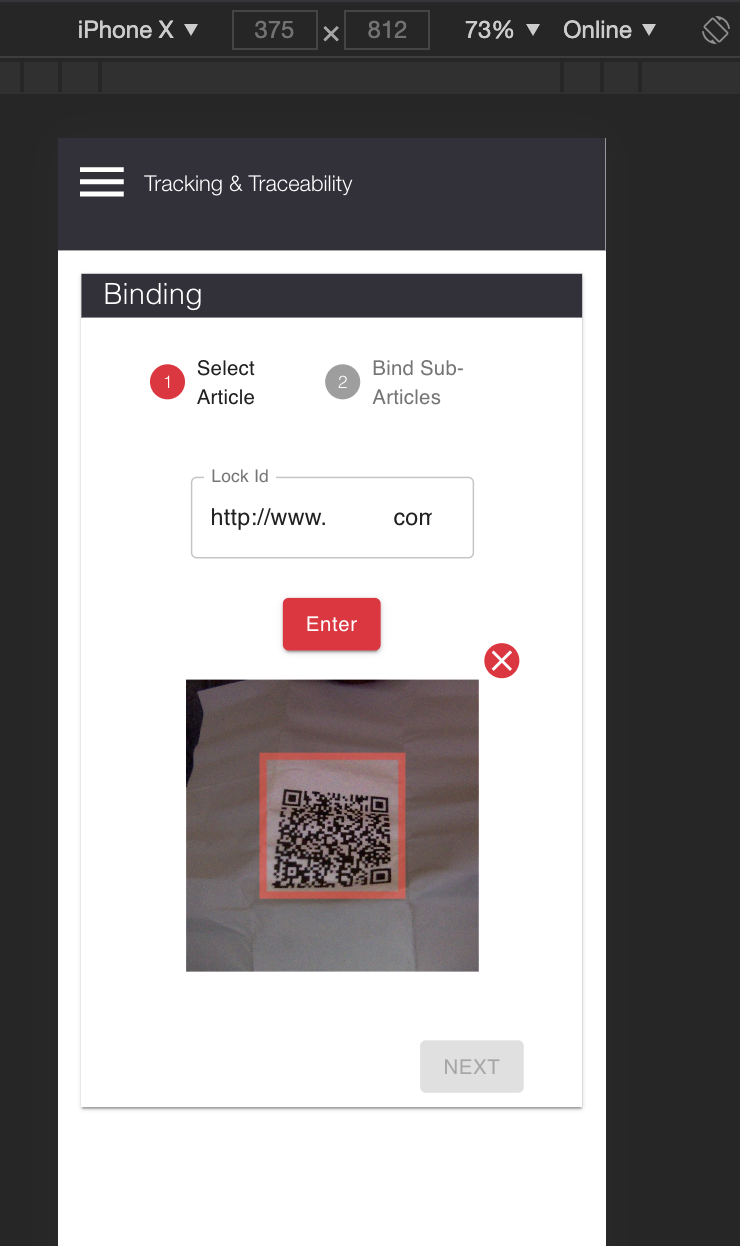 iPhone X ▼ 375 × 812 73% ▼ Online ▼
Tracking & Traceability
Binding
1 Select Article
2 Bind Sub-Articles
Lock Id
http://www. com
Enter
NEXT